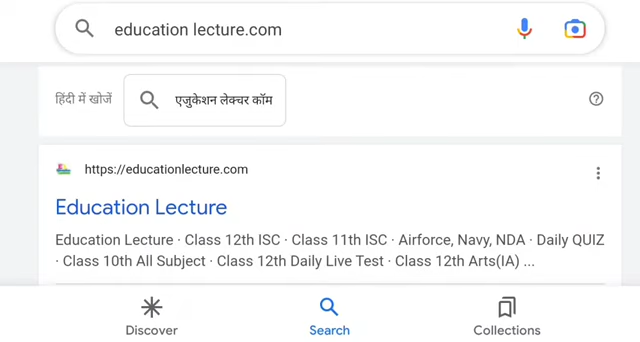 education lecture.com
हिंदी में खोजें एजुकेशन लेक्चर कॉम
https://educationlecture.com
Education Lecture
Education Lecture · Class 12th ISC · Class 11th ISC · Airforce, Navy, NDA · Daily QUIZ
· Class 10th All Subject · Class 12th Daily Live Test · Class 12th Arts(IA) ...
Discover Search Collections